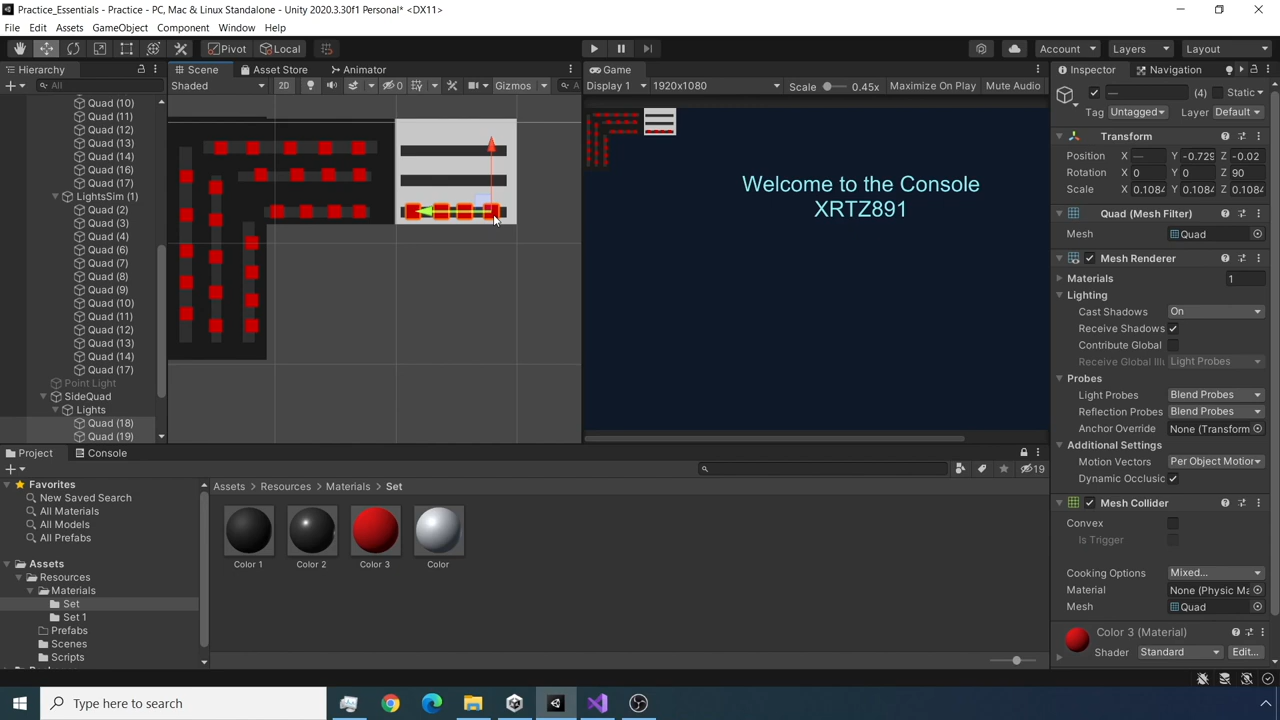 Practice_Essentials - Practice - PC, Mac & Linux Standalone - Unity 2020.3.30f1 Personal* <DX11>
File Edit Assets GameObject Component Window Help
Pivot Local Account Layers Layout
Hierarchy Scene Asset Store Animator Game Inspector Navigation
All Shaded 2D 0 Gizmos A Display 1 1920x1080 Scale 0.45x Maximize On Play Mute Audio
— (4) Static
Tag Untagged Layer Default
Quad (10)
Quad (11)
Quad (12)
Quad (13)
Quad (14)
Quad (16)
Quad (17)
LightsSim (1)
Quad (2)
Quad (3)
Quad (4)
Quad (6)
Quad (7)
Quad (8)
Quad (9)
Quad (10)
Quad (11)
Quad (12)
Quad (13)
Quad (14)
Quad (17)
Point Light
SideQuad
Lights
Quad (18)
Quad (19)
Welcome to the Console
XRTZ891
Transform
Position X — Y -0.729 Z -0.02
Rotation X 0 Y 0 Z 90
Scale X 0.1084 Y 0.1084 Z 0.1084
Quad (Mesh Filter)
Mesh Quad
Mesh Renderer
Materials 1
Lighting
Cast Shadows On
Receive Shadows
Contribute Global
Receive Global Illu Light Probes
Probes
Light Probes Blend Probes
Reflection Probes Blend Probes
Anchor Override None (Transform
Additional Settings
Motion Vectors Per Object Motion
Dynamic Occlusic
Mesh Collider
Convex
Is Trigger
Cooking Options Mixed...
Material None (Physic Ma
Mesh Quad
Color 3 (Material)
Shader Standard Edit...
Project Console
19
Favorites
New Saved Search
All Materials
All Models
All Prefabs
Assets
Resources
Materials
Set
Set 1
Prefabs
Scenes
Scripts
Assets > Resources > Materials > Set
Color 1 Color 2 Color 3 Color
Type here to search